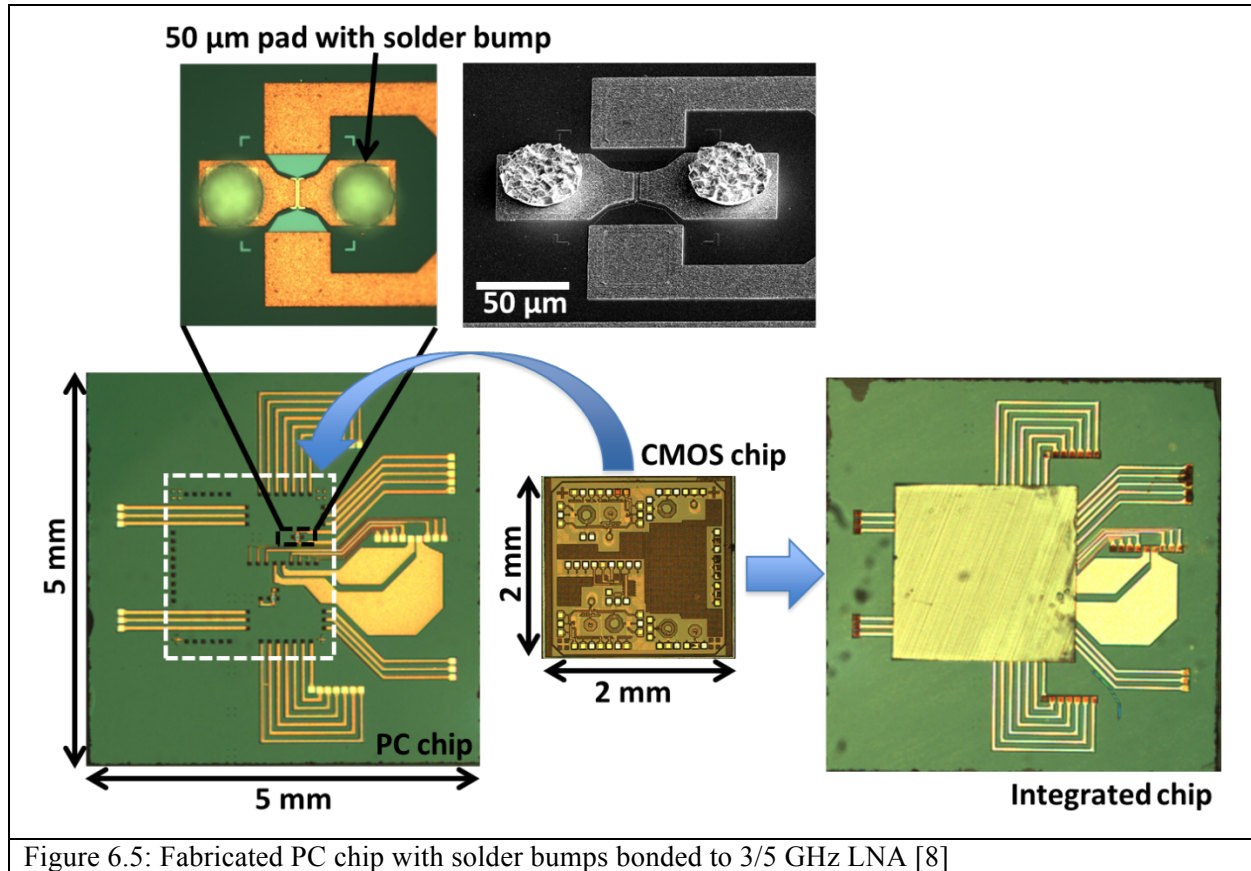 50 µm pad with solder bump
50 µm
5 mm
PC chip
5 mm
CMOS chip
2 mm
2 mm
Integrated chip
Figure 6.5: Fabricated PC chip with solder bumps bonded to 3/5 GHz LNA [8]